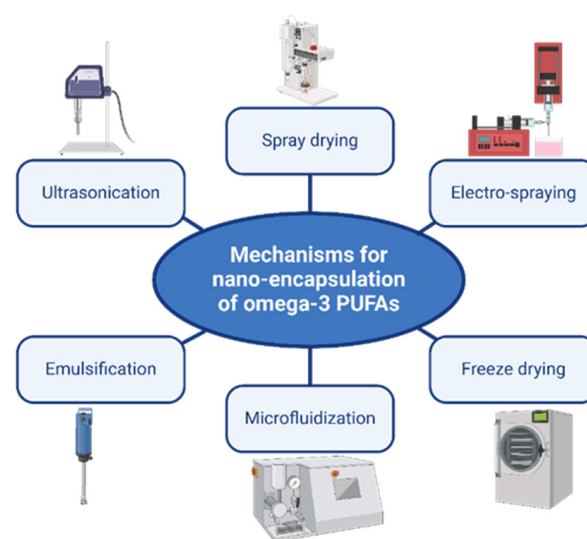 Spray drying
Ultrasonication
Electro-spraying
Mechanisms for
nano-encapsulation
of omega-3 PUFAs
Emulsification
Freeze drying
Microfluidization